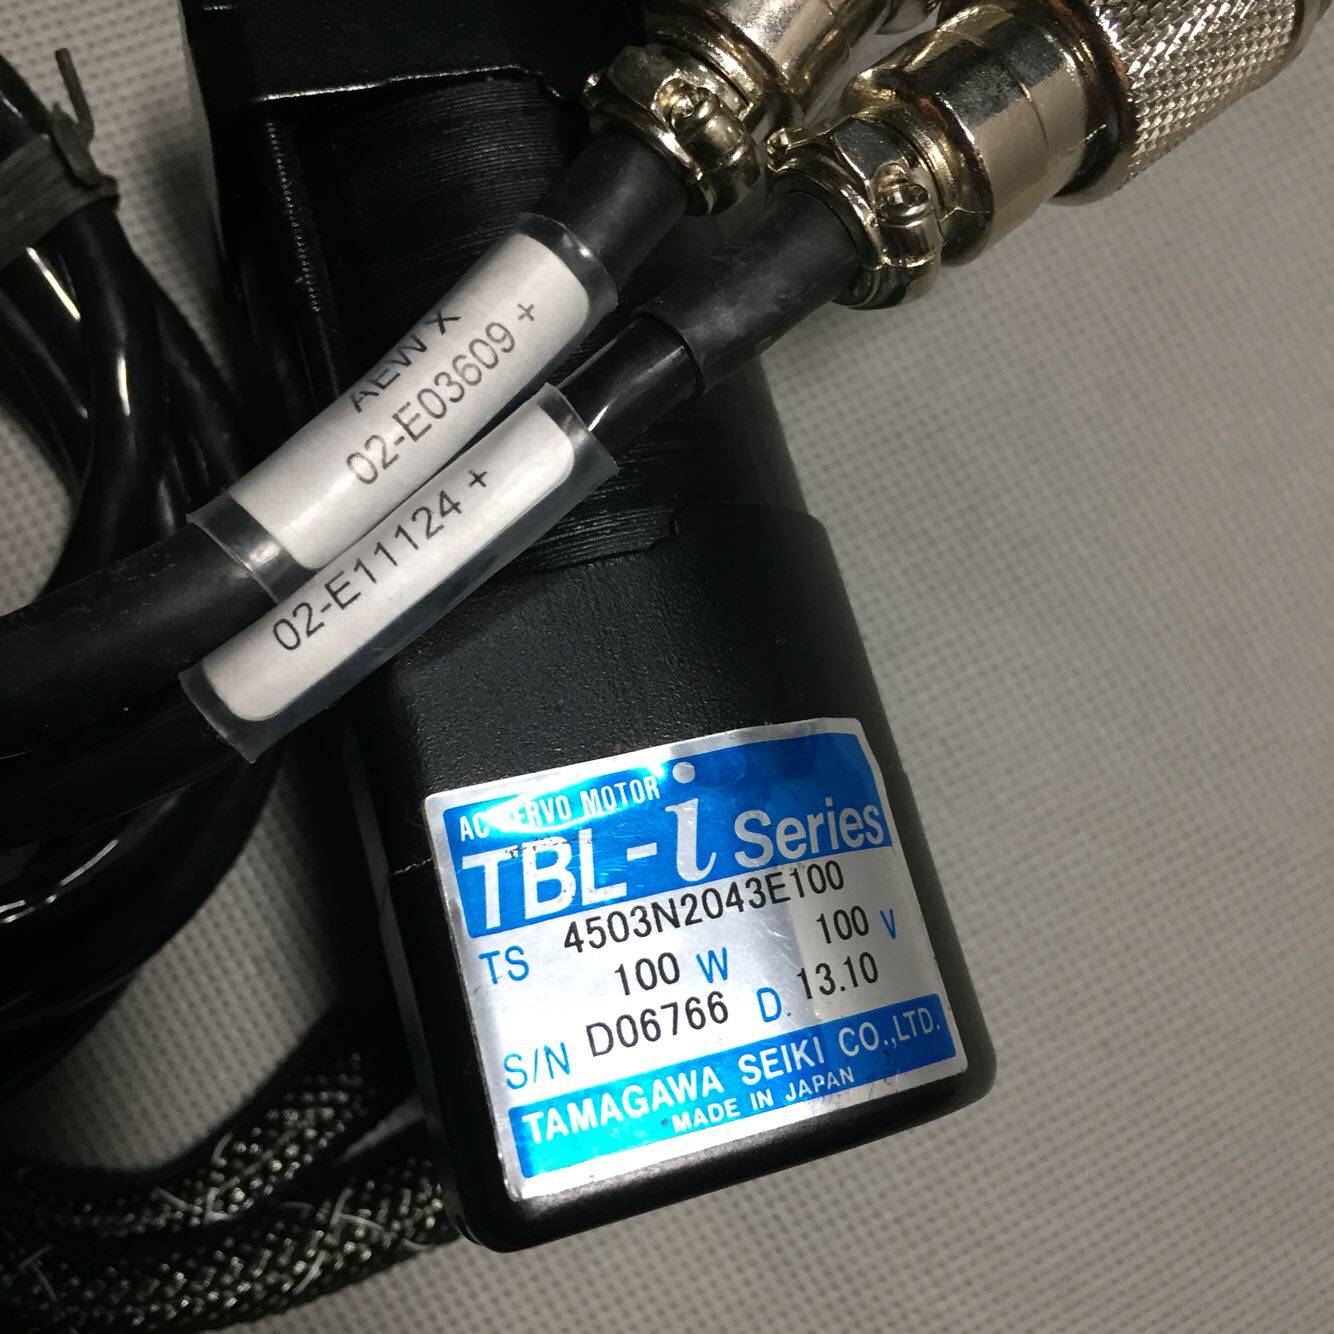 AEW X
02-E03609 +
02-E11124 +
AC SERVO MOTOR
TBL-i Series
TS 4503N2043E100
100 W 100 V
S/N D06766 D. 13.10
TAMAGAWA SEIKI CO.,LTD.
MADE IN JAPAN